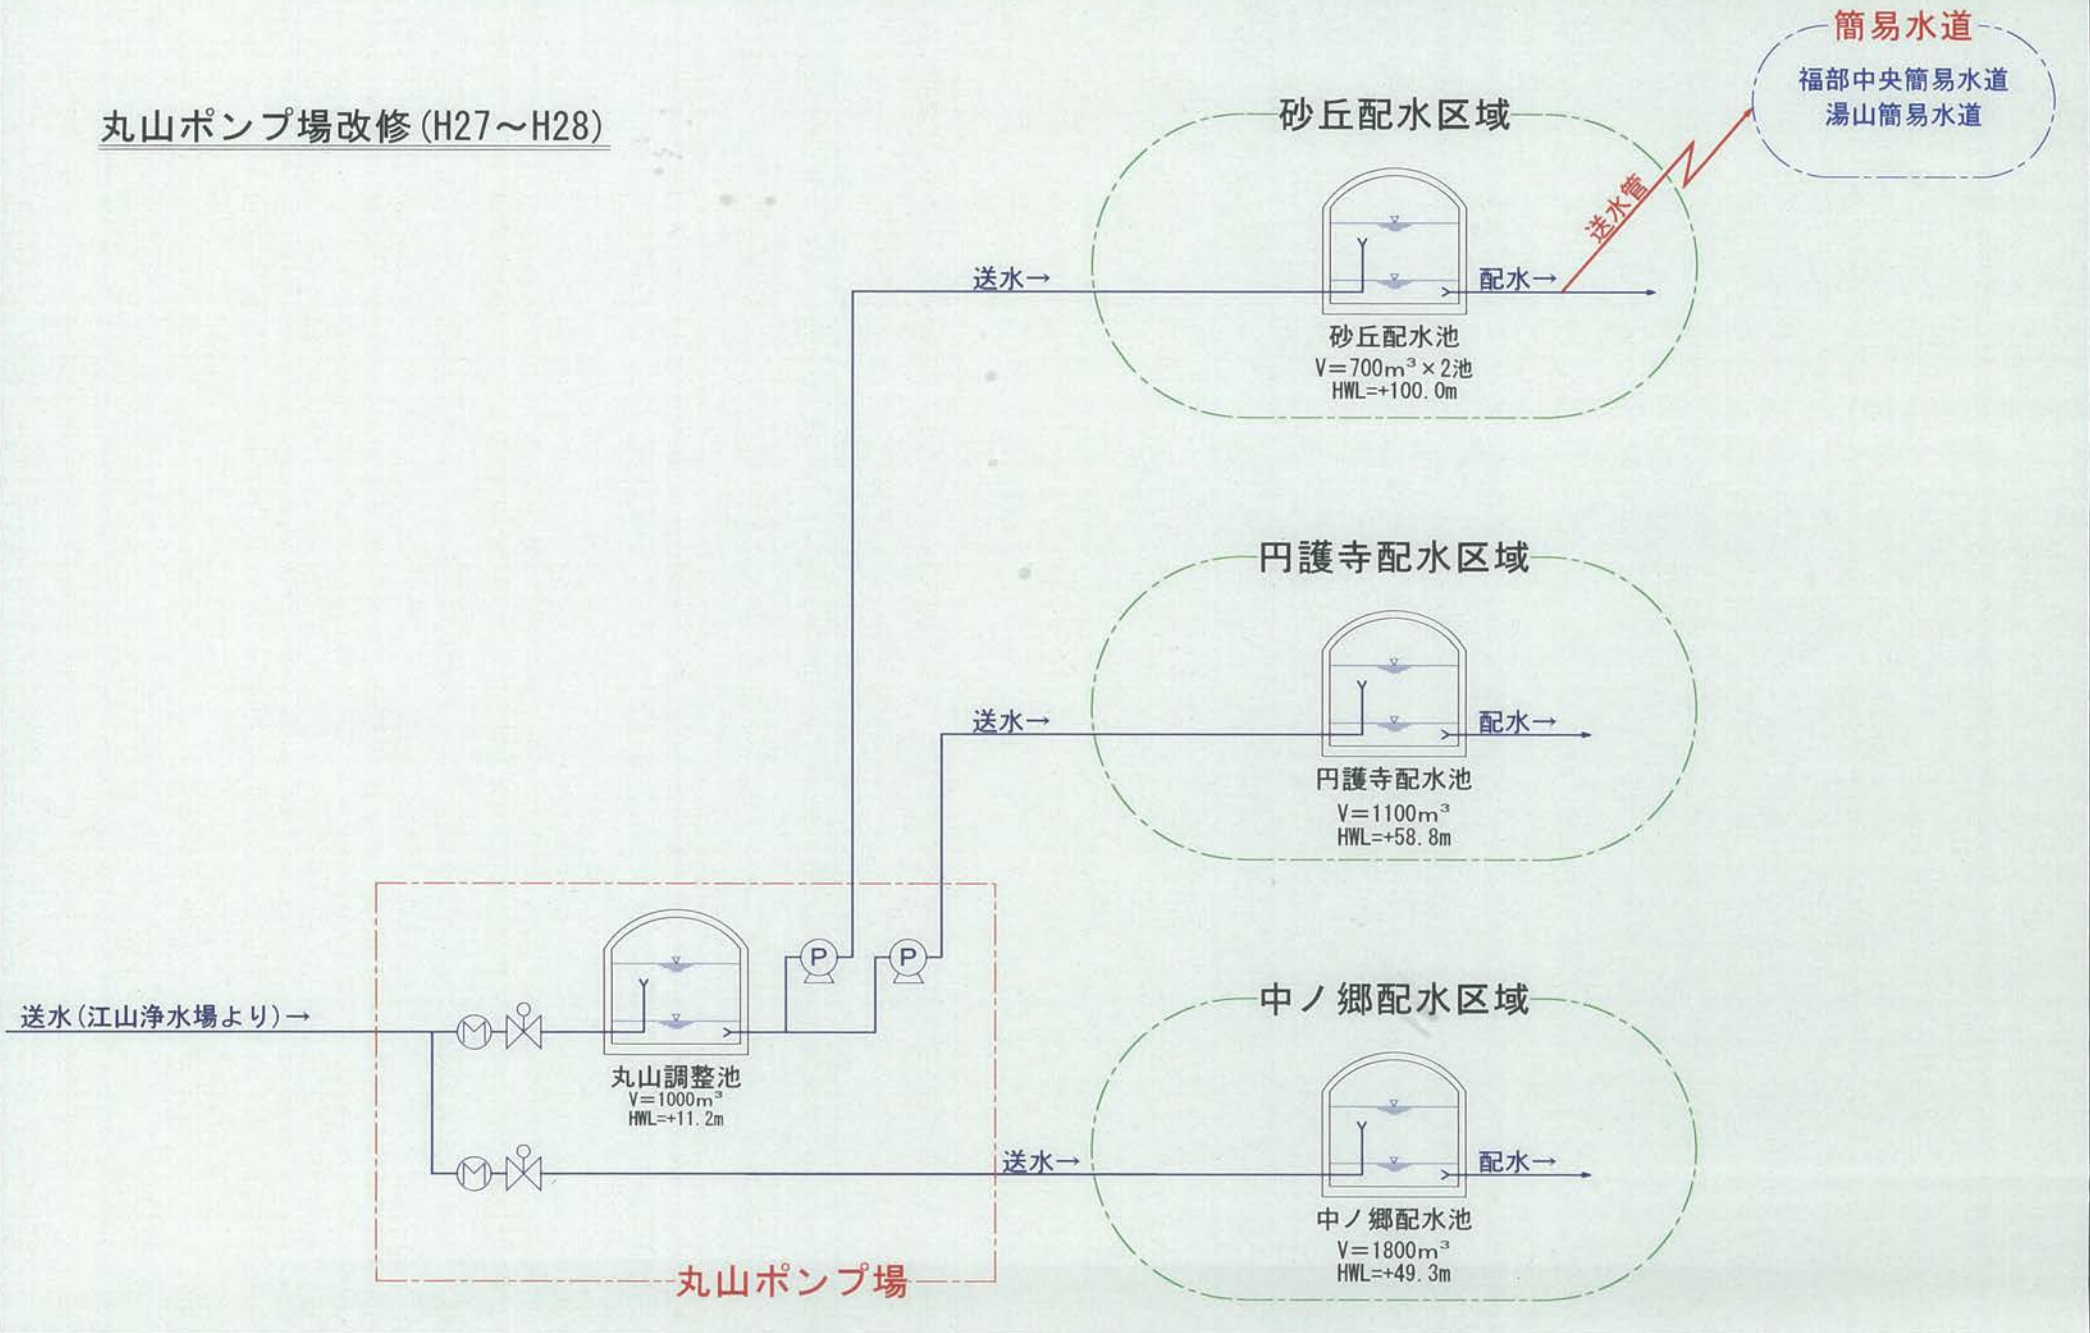 丸山ポンプ場改修(H27～H28)
簡易水道
福部中央簡易水道
湯山簡易水道
砂丘配水区域
送水管
送水→
配水→
砂丘配水池
V=700m³×2池
HWL=+100.0m
円護寺配水区域
送水→
配水→
円護寺配水池
V=1100m³
HWL=+58.8m
P
P
送水(江山浄水場より)→
M
丸山調整池
V=1000m³
HWL=+11.2m
M
丸山ポンプ場
中ノ郷配水区域
送水→
配水→
中ノ郷配水池
V=1800m³
HWL=+49.3m